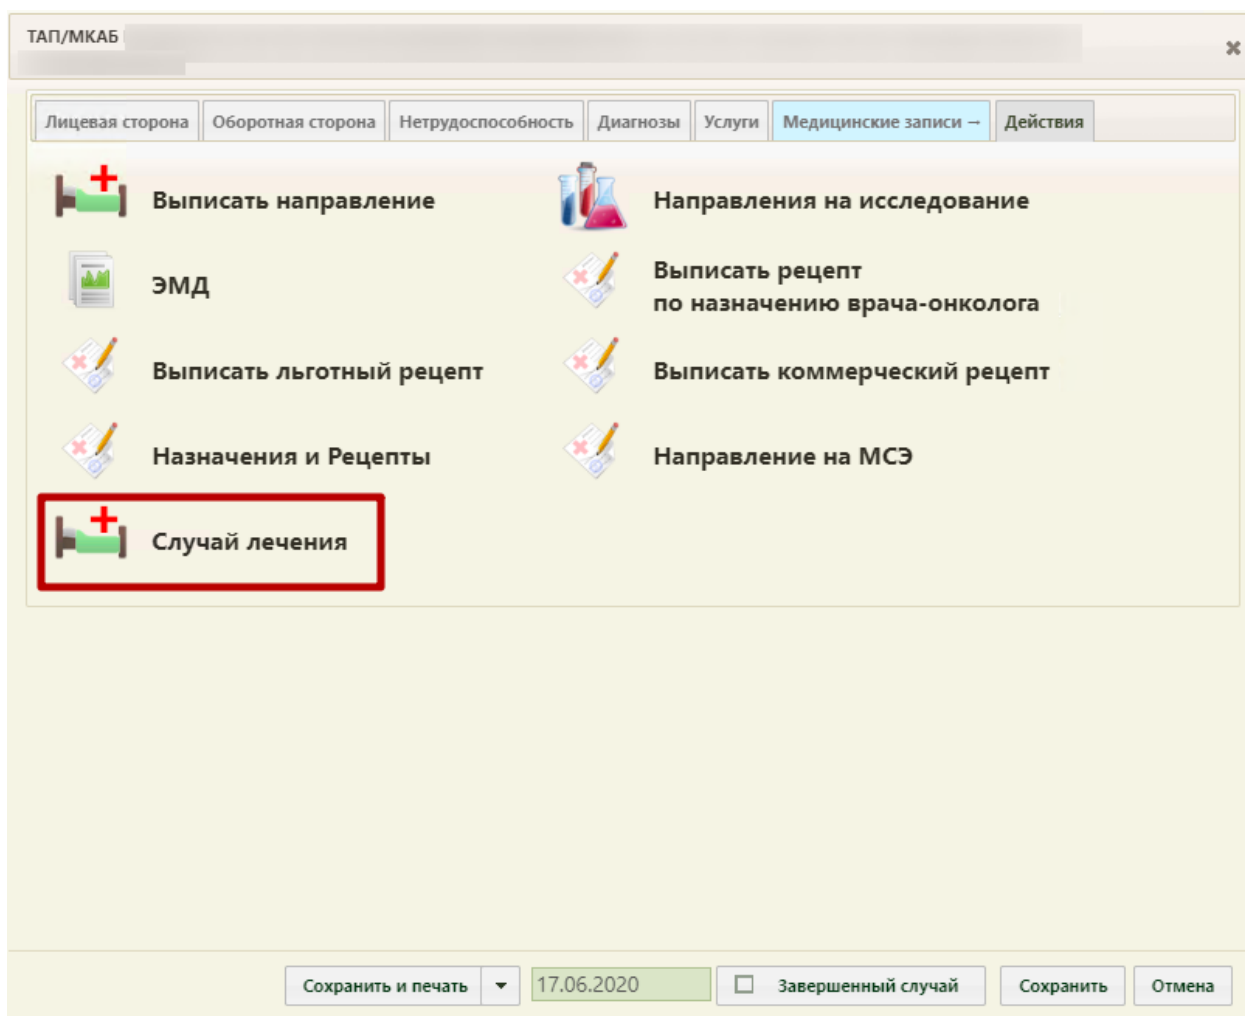 ТАП/МКАБ
Лицевая сторона Оборотная сторона Нетрудоспособность Диагнозы Услуги Медицинские записи → Действия
Выписать направление
Направления на исследование
ЭМД
Выписать рецепт
по назначению врача-онколога
Выписать льготный рецепт
Выписать коммерческий рецепт
Назначения и Рецепты
Направление на МСЭ
Случай лечения
Сохранить и печать 17.06.2020 Завершенный случай Сохранить Отмена